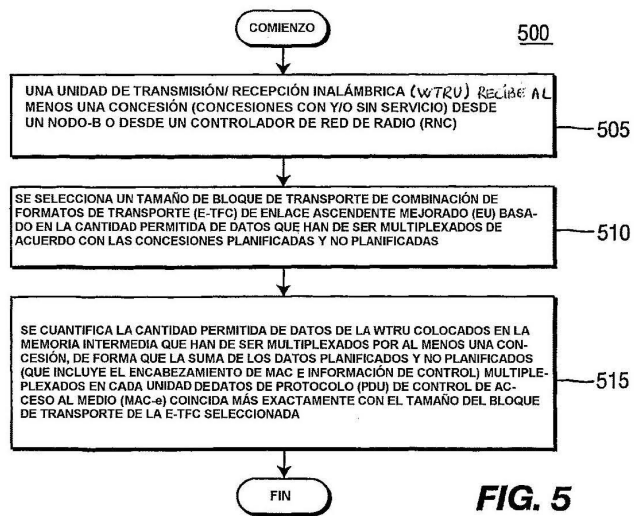 COMIENZO
500
UNA UNIDAD DE TRANSMISIÓN/ RECEPCIÓN INALÁMBRICA (WTRU) RECIBE AL
MENOS UNA CONCESIÓN (CONCESIONES CON Y/O SIN SERVICIO) DESDE
UN NODO-B O DESDE UN CONTROLADOR DE RED DE RADIO (RNC)
505
SE SELECCIONA UN TAMAÑO DE BLOQUE DE TRANSPORTE DE COMBINACIÓN DE
FORMATOS DE TRANSPORTE (E-TFC) DE ENLACE ASCENDENTE MEJORADO (EU) BASA-
DO EN LA CANTIDAD PERMITIDA DE DATOS QUE HAN DE SER MULTIPLEXADOS DE
ACUERDO CON LAS CONCESIONES PLANIFICADAS Y NO PLANIFICADAS
510
SE CUANTIFICA LA CANTIDAD PERMITIDA DE DATOS DE LA WTRU COLOCADOS EN LA
MEMORIA INTERMEDIA QUE HAN DE SER MULTIPLEXADOS POR AL MENOS UNA CON-
CESIÓN, DE FORMA QUE LA SUMA DE LOS DATOS PLANIFICADOS Y NO PLANIFICADOS
(QUE INCLUYE EL ENCABEZAMIENTO DE MAC E INFORMACIÓN DE CONTROL) MULTIPLE-
PLEXADOS EN CADA UNIDAD DEDATOS DE PROTOCOLO (PDU) DE CONTROL DE AC-
CESO AL MEDIO (MAC-e) COINCIDA MÁS EXACTAMENTE CON EL TAMAÑO DEL BLOQUE
DE TRANSPORTE DE LA E-TFC SELECCIONADA
515
FIN
FIG. 5